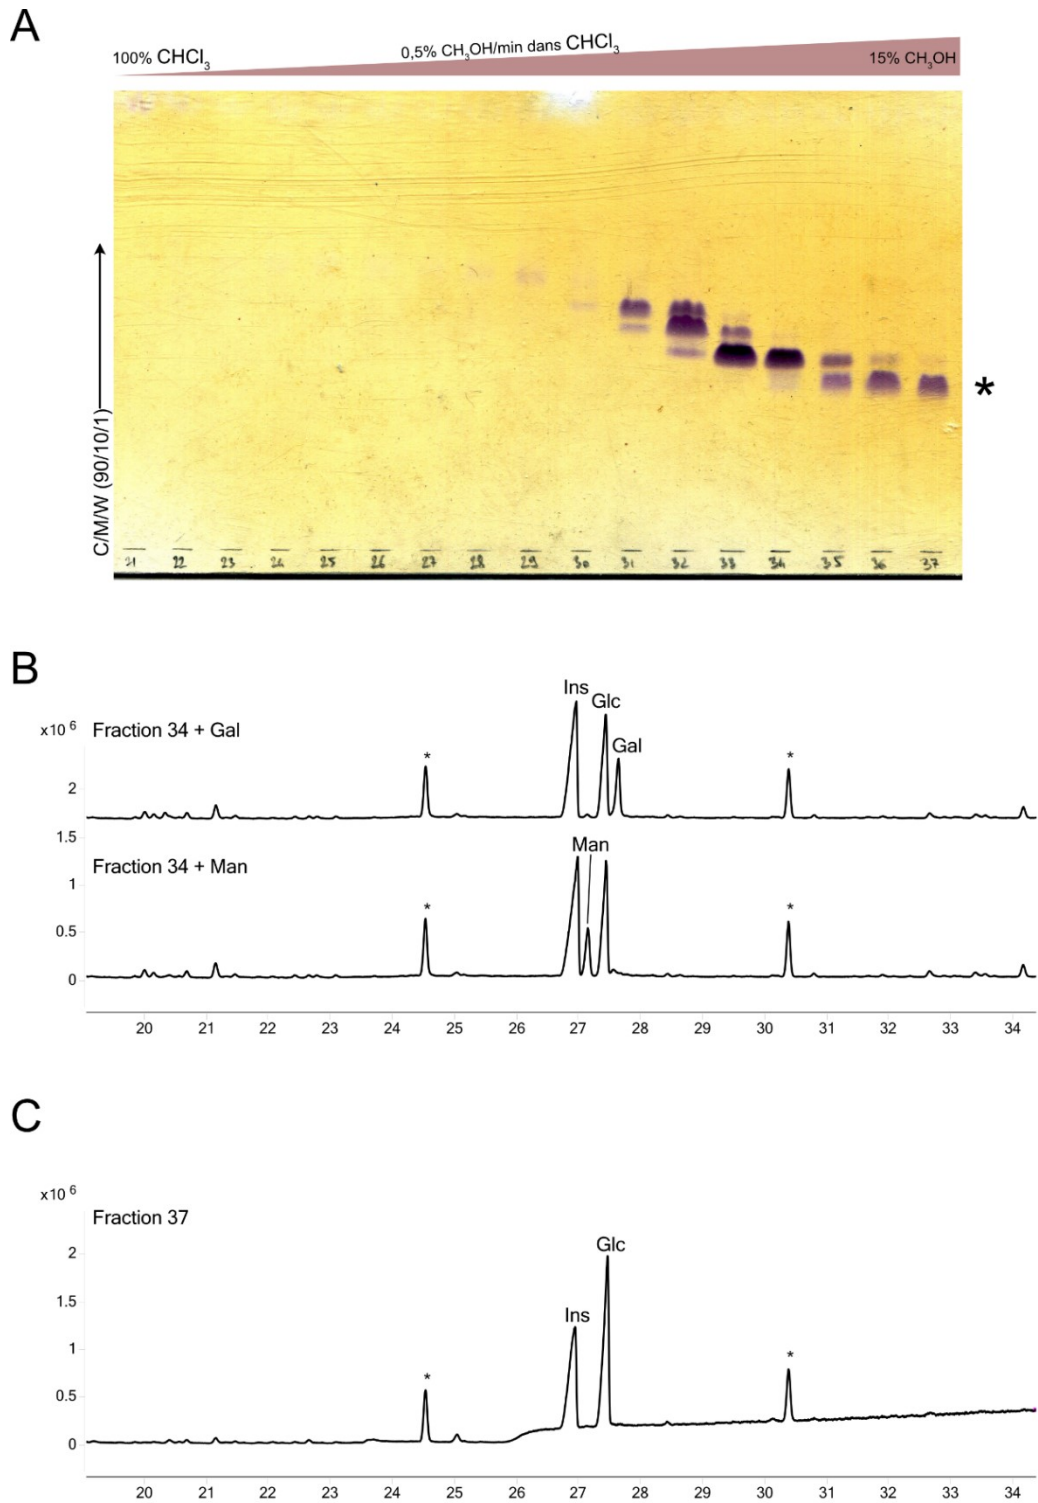 A
100% CHCl3
0,5% CH3OH/min dans CHCl3
15% CH3OH
C/M/W (90/10/1)
*
21 22 23 24 25 26 27 28 29 30 31 32 33 34 35 36 37
B
x10 6
Fraction 34 + Gal
Ins
Glc
Gal
*
*
2
1.5
Fraction 34 + Man
Man
1
*
*
0.5
0
20 21 22 23 24 25 26 27 28 29 30 31 32 33 34
C
x10 6
Fraction 37
Glc
2
1.5
Ins
1
*
*
0.5
0
20 21 22 23 24 25 26 27 28 29 30 31 32 33 34